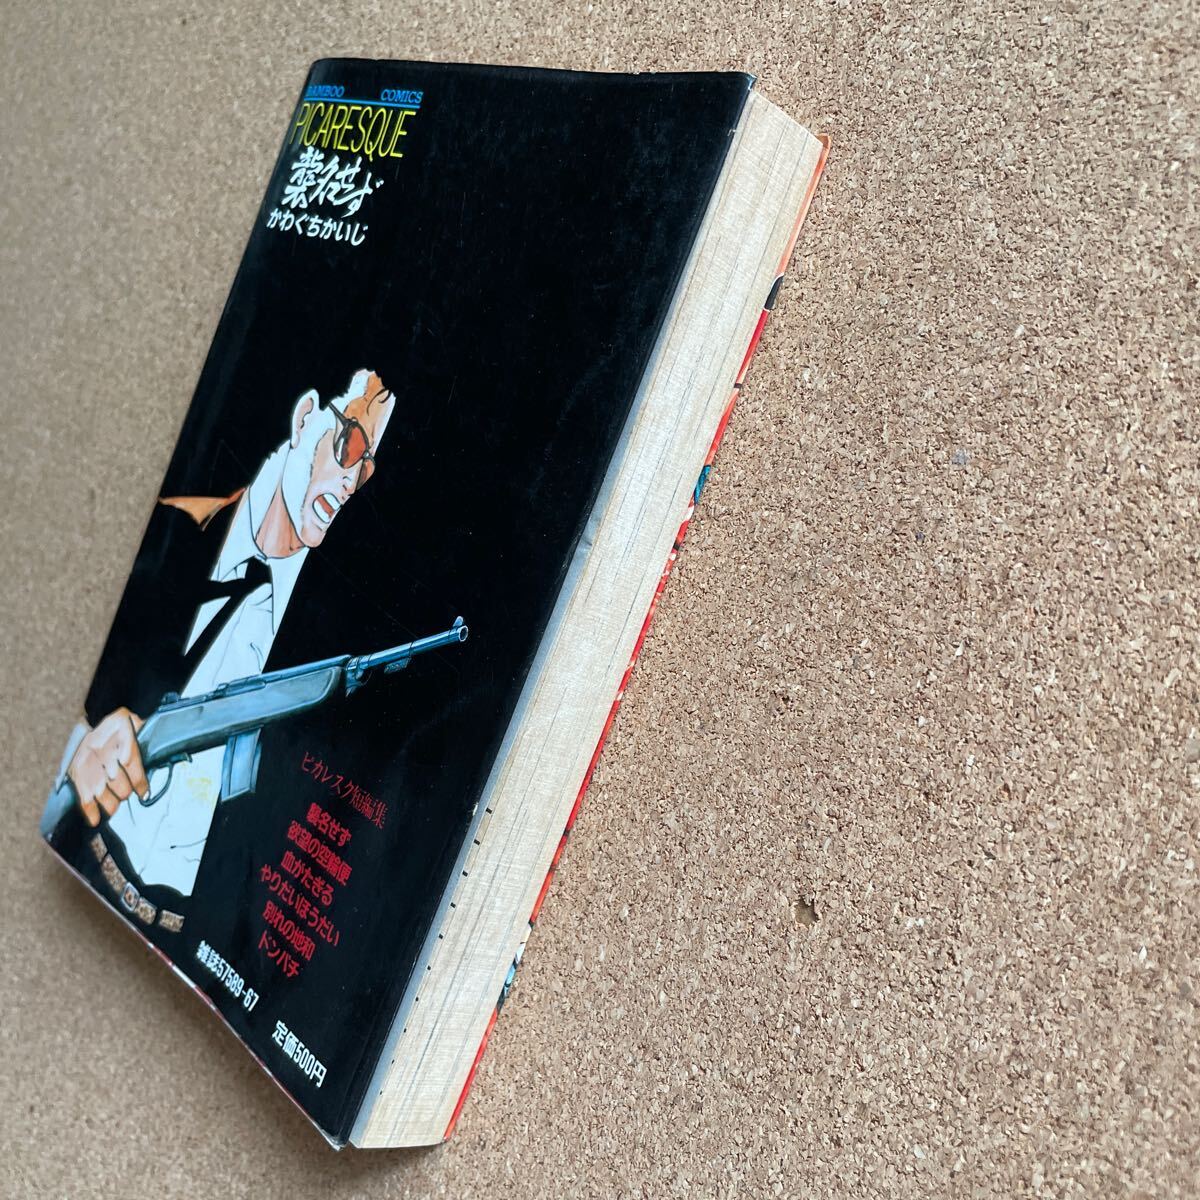 BAMBOO COMICS
PICARESQUE
襲名せず
かわぐちかいじ
ピカレスク短編集
襲名せず
欲望の空輸便
血がたぎる
やりたいほうだい
別れの地和
ドンパチ
雑誌57589-67
定価500円